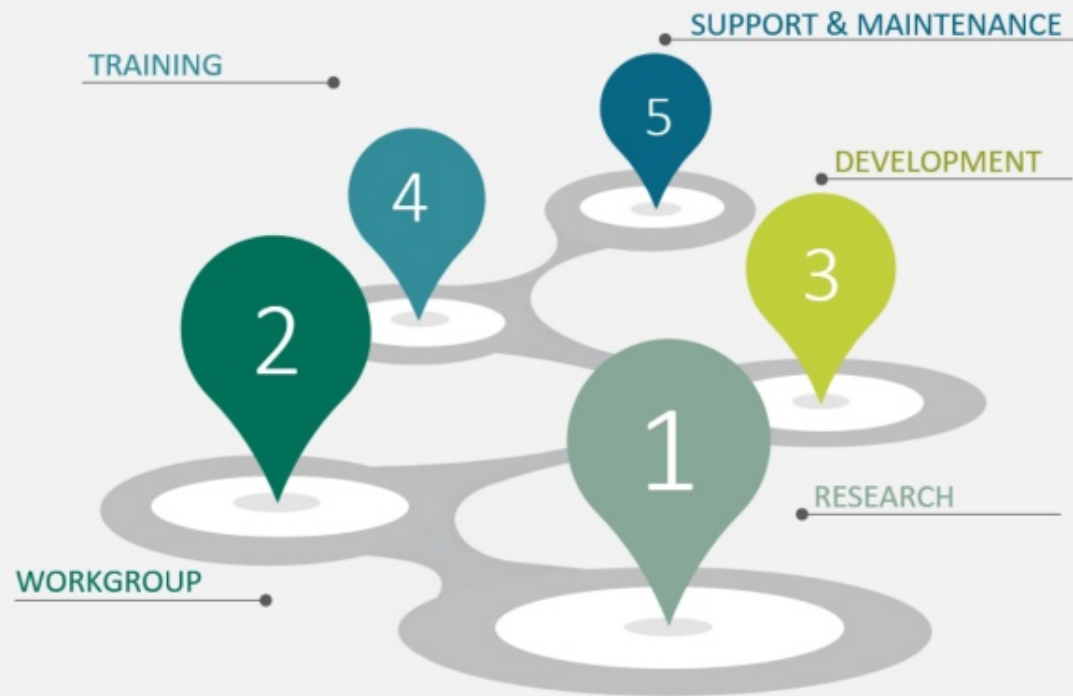 SUPPORT & MAINTENANCE
TRAINING
5
DEVELOPMENT
4
3
2
1
RESEARCH
WORKGROUP